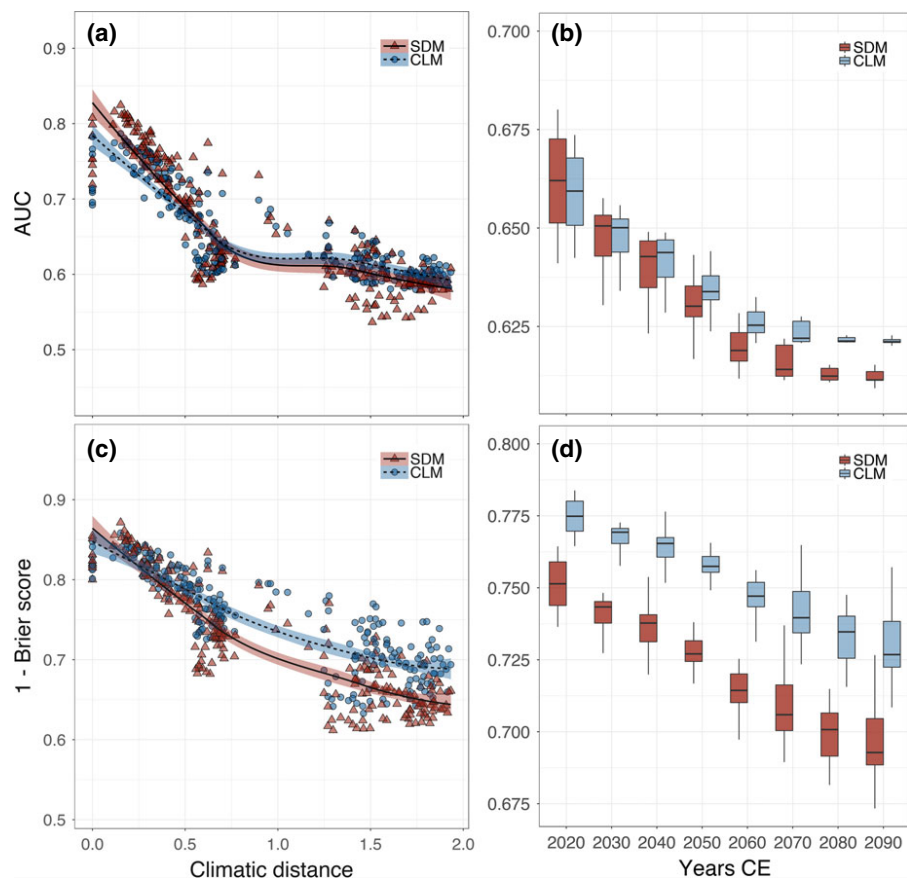 (a)
SDM
CLM
0.9
0.8
0.7
0.6
0.5
AUC
(b)
SDM
CLM
0.700
0.675
0.650
0.625
(c)
SDM
CLM
0.9
0.8
0.7
0.6
0.5
1 - Brier score
0.0 0.5 1.0 1.5 2.0
Climatic distance
(d)
SDM
CLM
0.800
0.775
0.750
0.725
0.700
0.675
2020 2030 2040 2050 2060 2070 2080 2090
Years CE